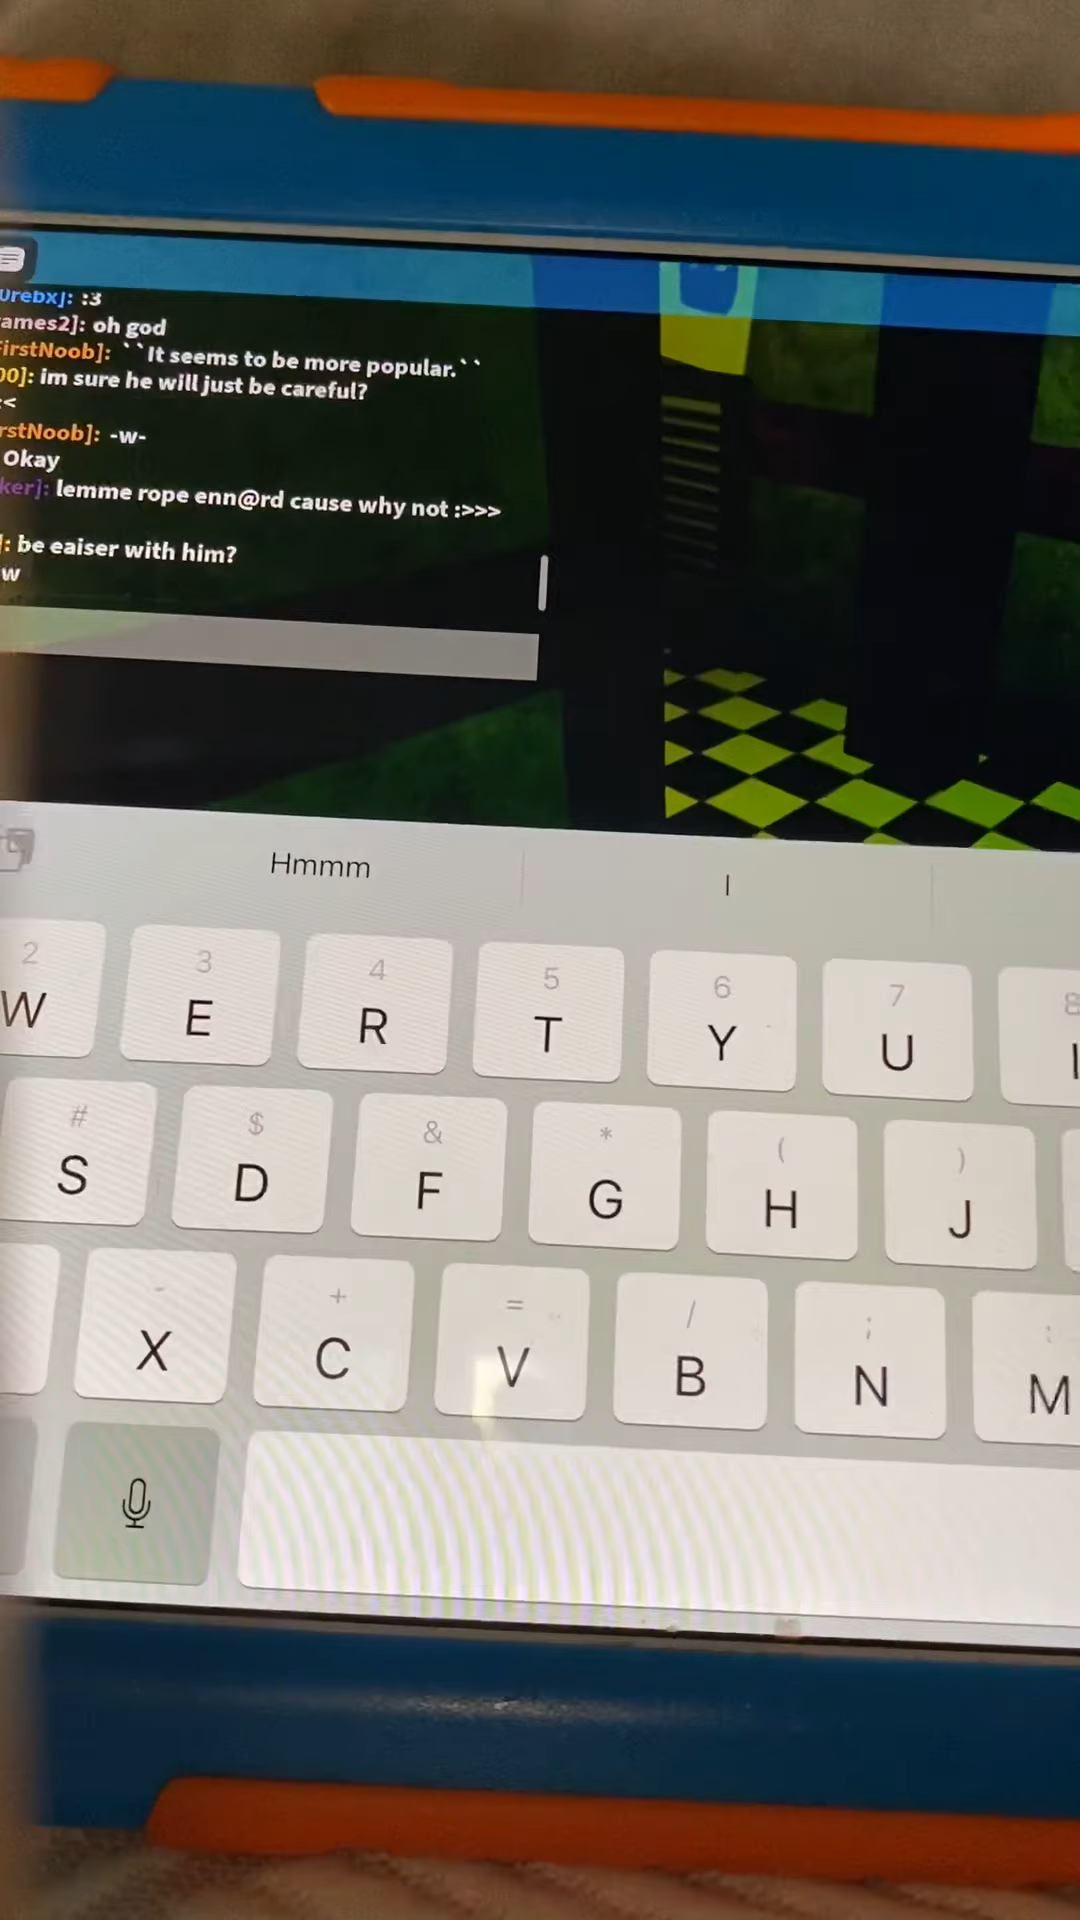 urebx]: :3
ames2]: oh god
FirstNoob]: ``It seems to be more popular.``
00]: im sure he will just be careful?
:<
rstNoob]: -w-
Okay
ker]: lemme rope enn@rd cause why not :>>>
]: be eaiser with him?
w
Hmmm
I
2 3 4 5 6 7 8
W E R T Y U I
# $ & * ( )
S D F G H J
- + = / ; :
X C V B N M